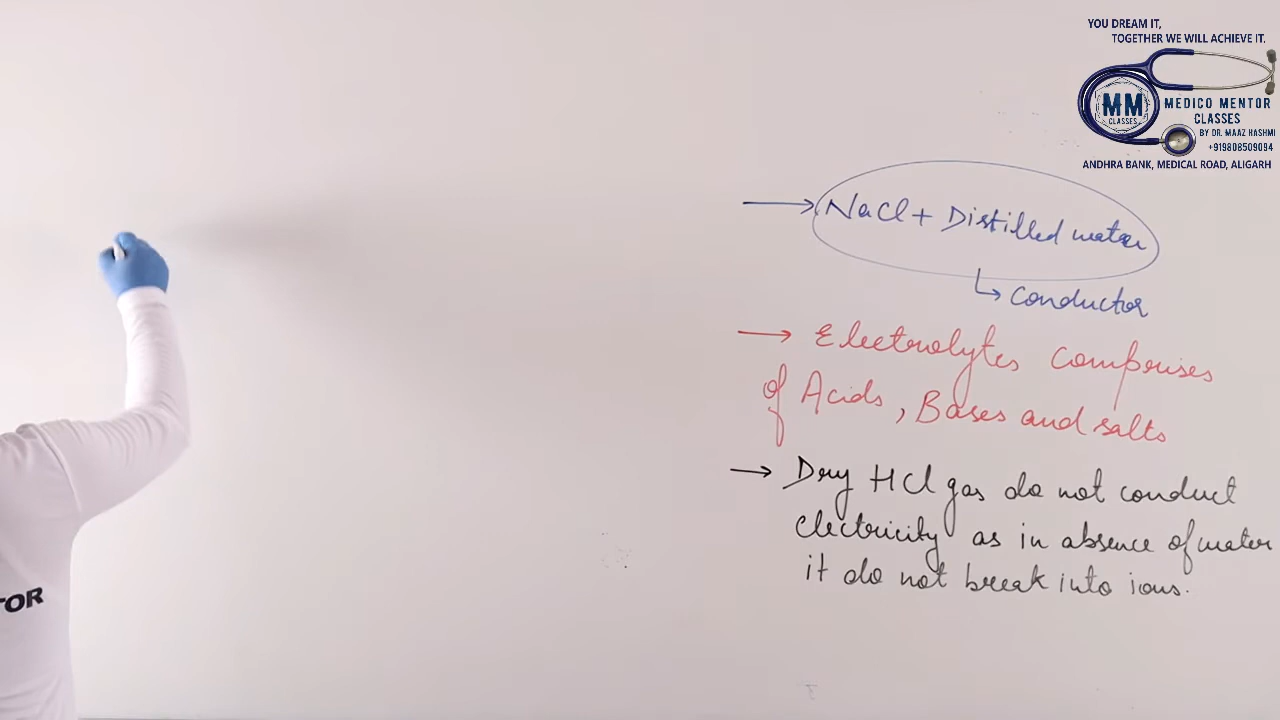 YOU DREAM IT,
TOGETHER WE WILL ACHIEVE IT.
MM
CLASSES
MEDICO MENTOR
CLASSES
BY DR. MAAZ HASHMI
+919808509094
ANDHRA BANK, MEDICAL ROAD, ALIGARH
→ NaCl + Distilled water
↳ Conductor
→ Electrolytes comprises
of Acids, Bases and salts
→ Dry HCl gas do not conduct
electricity as in absence of water
it do not break into ions.
TOR